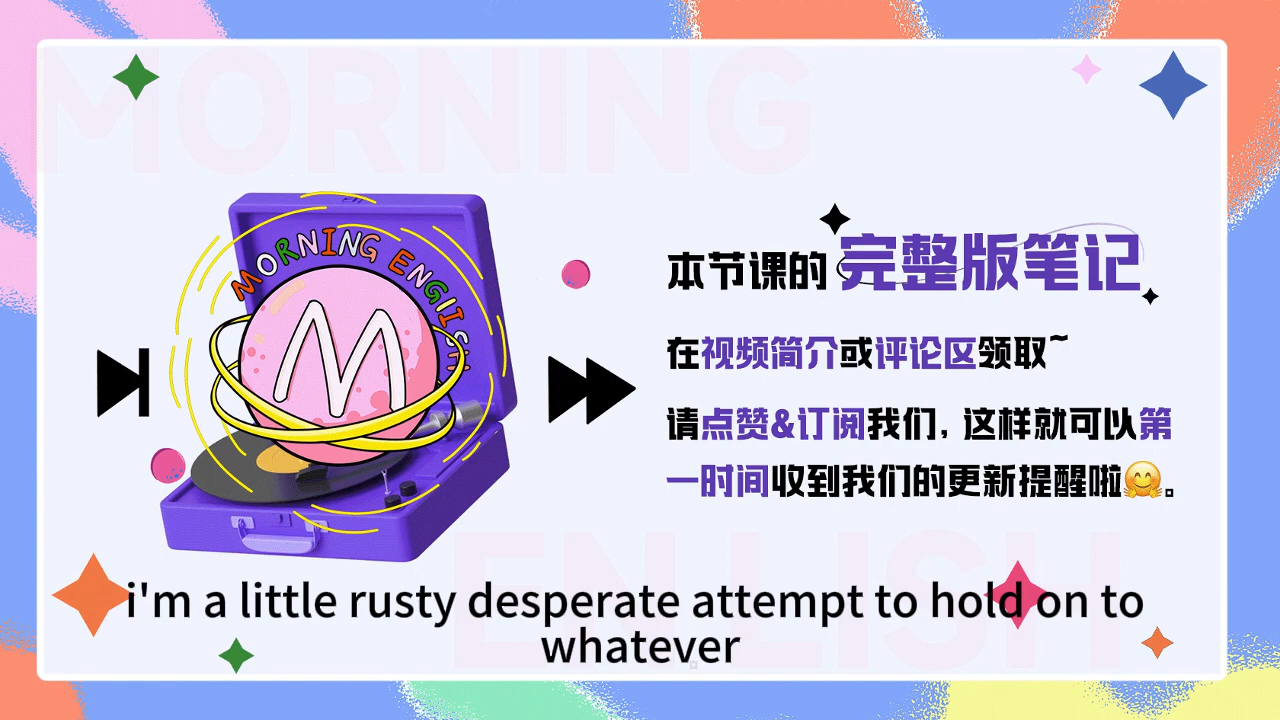 MORNING
MORNING ENGLISH
M
本节课的 完整版笔记
在视频简介或评论区领取~
请点赞&订阅我们，这样就可以第
一时间收到我们的更新提醒啦🤗。
EN LISH
i'm a little rusty desperate attempt to hold on to
whatever